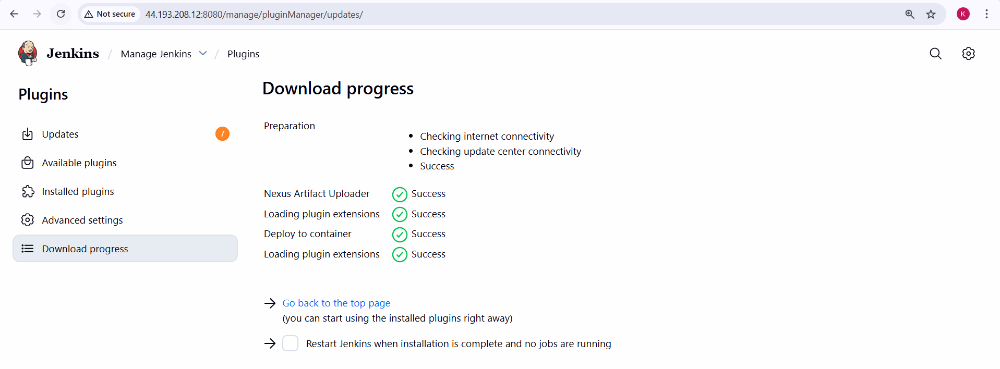 Not secure 44.193.208.12:8080/manage/pluginManager/updates/
K
Jenkins / Manage Jenkins / Plugins
Plugins
Updates 7
Available plugins
Installed plugins
Advanced settings
Download progress
Download progress
Preparation
• Checking internet connectivity
• Checking update center connectivity
• Success
Nexus Artifact Uploader Success
Loading plugin extensions Success
Deploy to container Success
Loading plugin extensions Success
→ Go back to the top page
(you can start using the installed plugins right away)
→ Restart Jenkins when installation is complete and no jobs are running